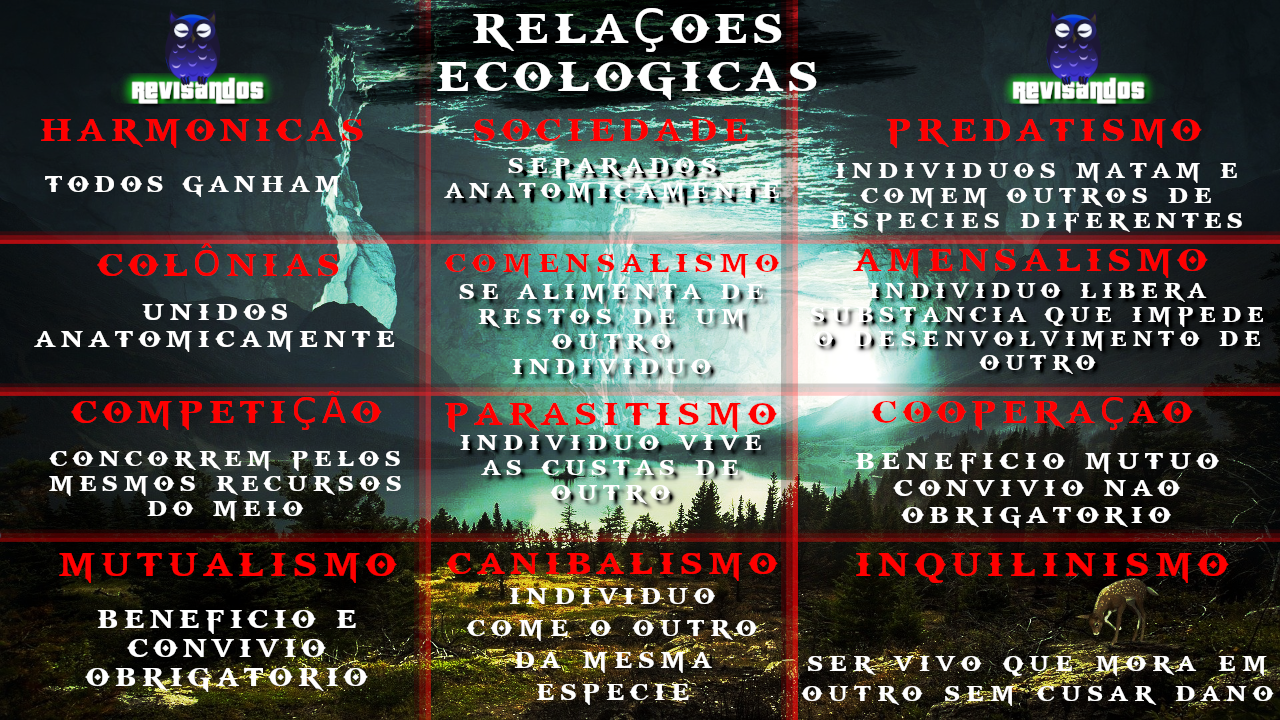 RELAÇOES
ECOLOGICAS
REVISANDOS
REVISANDOS
HARMONICAS
TODOS GANHAM
SOCIEDADE
SEPARADOS
ANATOMICAMENTE
PREDATISMO
INDIVIDUOS MATAM E
COMEM OUTROS DE
ESPECIES DIFERENTES
COLÔNIAS
UNIDOS
ANATOMICAMENTE
COMENSALISMO
SE ALIMENTA DE
RESTOS DE UM
OUTRO
INDIVIDUO
AMENSALISMO
INDIVIDUO LIBERA
SUBSTANCIA QUE IMPEDE
O DESENVOLVIMENTO DE
OUTRO
COMPETIÇÃO
CONCORREM PELOS
MESMOS RECURSOS
DO MEIO
PARASITISMO
INDIVIDUO VIVE
AS CUSTAS DE
OUTRO
COOPERAÇAO
BENEFICIO MUTUO
CONVIVIO NAO
OBRIGATORIO
MUTUALISMO
BENEFICIO E
CONVIVIO
OBRIGATORIO
CANIBALISMO
INDIVIDUO
COME O OUTRO
DA MESMA
ESPECIE
INQUILINISMO
SER VIVO QUE MORA EM
OUTRO SEM CUSAR DANO